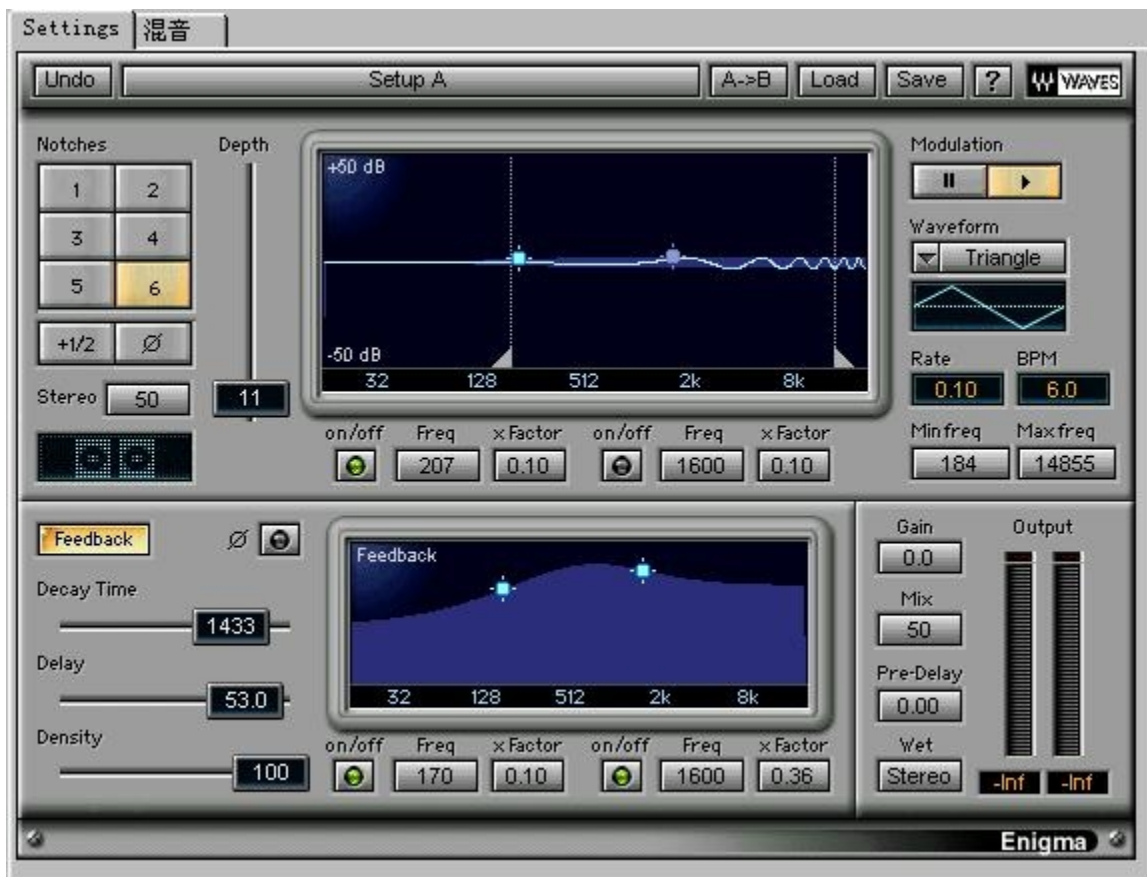 Settings 混音
Undo Setup A A->B Load Save ? WAVES
Notches Depth Modulation
+50 dB
1 2
3 4
5 6
Waveform
Triangle
+1/2 Ø
-50 dB
32 128 512 2k 8k
Rate BPM
0.10 6.0
Stereo 50 11
on/off Freq xFactor on/off Freq xFactor
207 0.10 1600 0.10
Minfreq Maxfreq
184 14855
Feedback Ø
Feedback
Decay Time
1433
Delay
53.0
Density
100
32 128 512 2k 8k
on/off Freq xFactor on/off Freq xFactor
170 0.10 1600 0.36
Gain Output
0.0
Mix
50
Pre-Delay
0.00
Wet
Stereo -Inf -Inf
Enigma